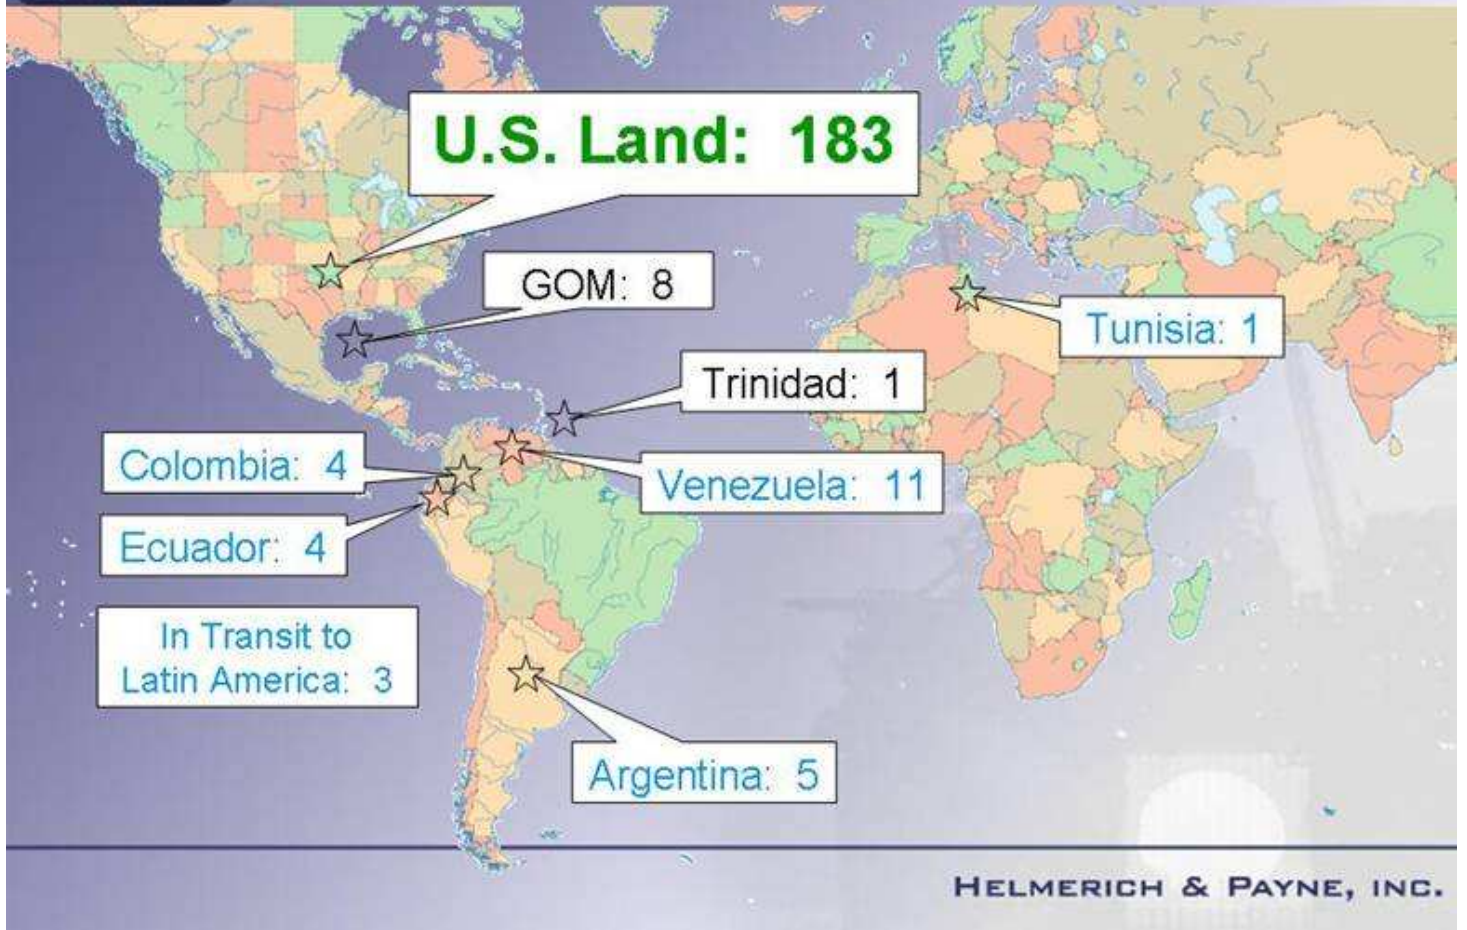 U.S. Land: 183
GOM: 8
Tunisia: 1
Trinidad: 1
Colombia: 4
Venezuela: 11
Ecuador: 4
In Transit to
Latin America: 3
Argentina: 5
HELMERICH & PAYNE, INC.